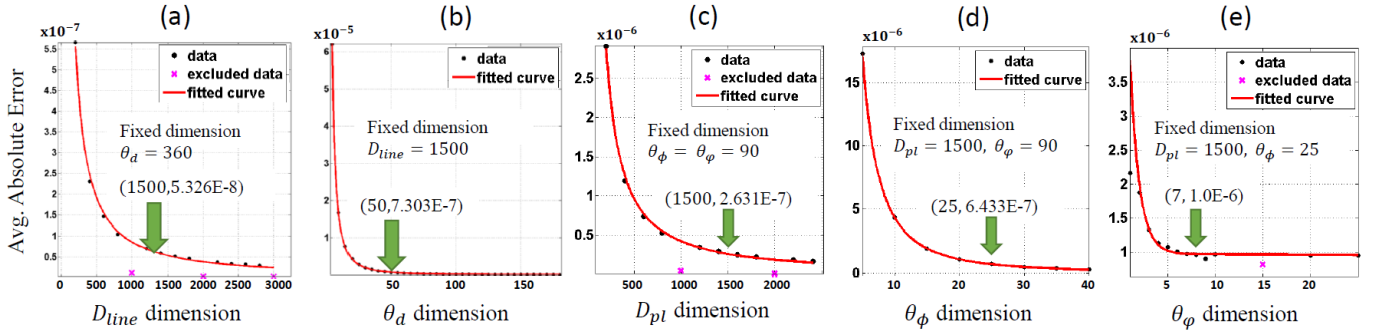 (a)
(b)
(c)
(d)
(e)
Avg. Absolute Error
x10⁻⁷
5.5
5
4.5
4
3.5
3
2.5
2
1.5
1
0.5
0
0 500 1000 1500 2000 2500 3000
data
excluded data
fitted curve
Fixed dimension
θ_d = 360
(1500,5.326E-8)
D_line dimension
x10⁻⁵
6
5
4
3
2
1
50 100 150
data
fitted curve
Fixed dimension
D_line = 1500
(50,7.303E-7)
θ_d dimension
x10⁻⁶
2.5
2
1.5
1
0.5
0
500 1000 1500 2000
data
excluded data
fitted curve
Fixed dimension
θ_ϕ = θ_φ = 90
(1500, 2.631E-7)
D_pl dimension
x10⁻⁶
15
10
5
0
5 10 15 20 25 30 35 40
data
fitted curve
Fixed dimension
D_pl = 1500, θ_φ = 90
(25, 6.433E-7)
θ_ϕ dimension
x10⁻⁶
4
3.5
3
2.5
2
1.5
1
5 10 15 20
data
excluded data
fitted curve
Fixed dimension
D_pl = 1500, θ_ϕ = 25
(7, 1.0E-6)
θ_φ dimension